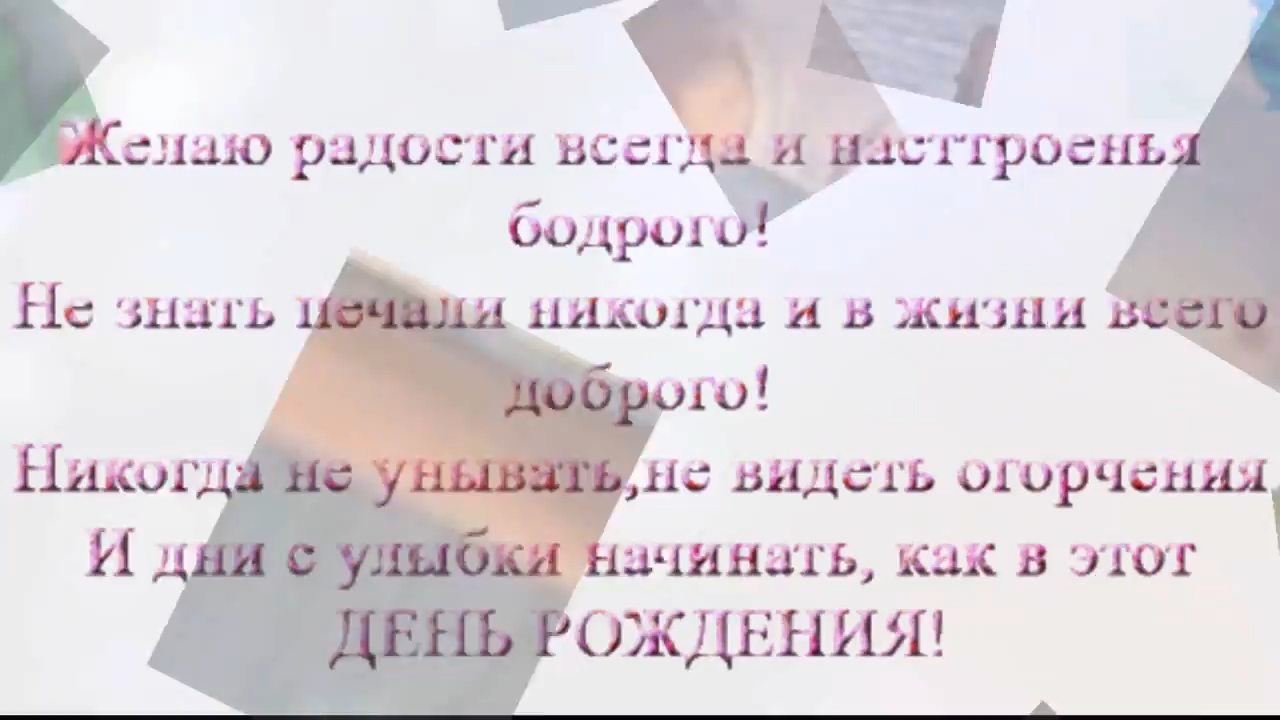 Желаю радости всегда и насттроенья
бодрого!
Не знать печали никогда и в жизни всего
доброго!
Никогда не унывать,не видеть огорчения
И дни с улыбки начинать, как в этот
ДЕНЬ РОЖДЕНИЯ!